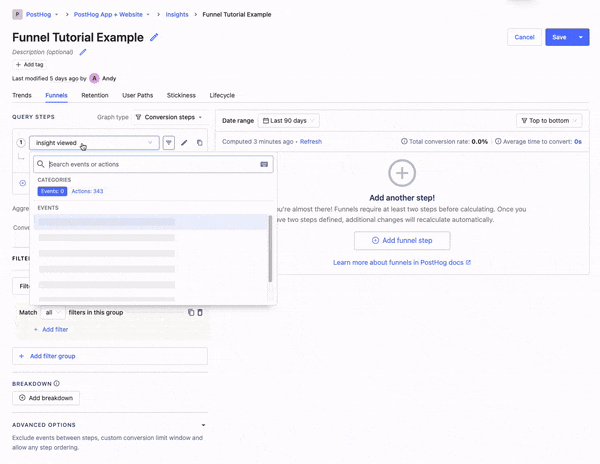 P PostHog PostHog App + Website Insights Funnel Tutorial Example
Funnel Tutorial Example
Cancel Save
Description (optional)
+ Add tag
Last modified 5 days ago by A Andy
Trends Funnels Retention User Paths Stickiness Lifecycle
QUERY STEPS Graph type Conversion steps
Date range Last 90 days Top to bottom
1 insight viewed
Computed 3 minutes ago • Refresh Total conversion rate: 0.0% Average time to convert: 0s
Search events or actions
CATEGORIES
Events: 0 Actions: 343
EVENTS
Add another step!
You're almost there! Funnels require at least two steps before calculating. Once you
have two steps defined, additional changes will recalculate automatically.
Add funnel step
Learn more about funnels in PostHog docs
Aggre
Conve
FILTER
Filt
Match all filters in this group
+ Add filter
+ Add filter group
BREAKDOWN
Add breakdown
ADVANCED OPTIONS
Exclude events between steps, custom conversion limit window and
allow any step ordering.